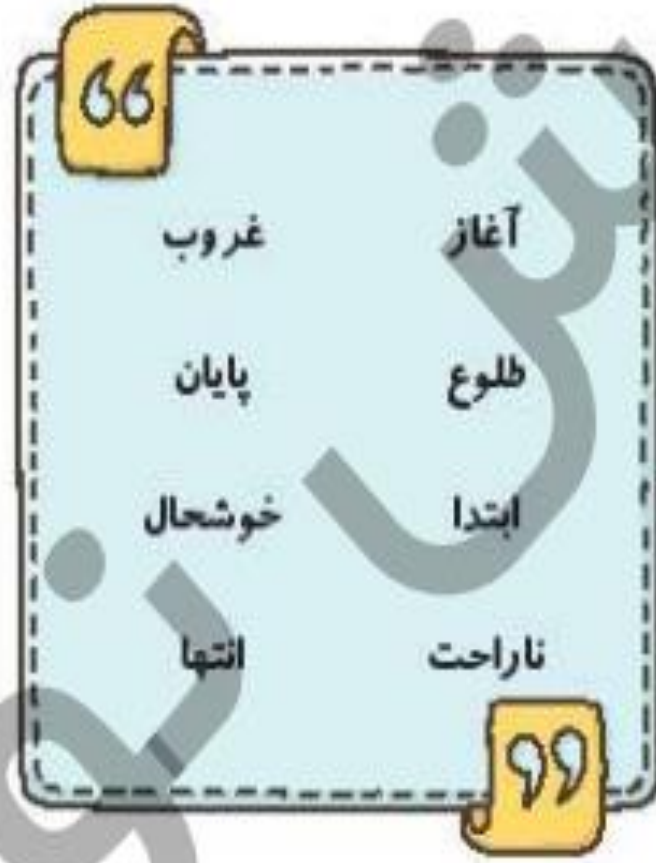 آغاز غروب
طلوع پایان
ابتدا خوشحال
ناراحت انتها